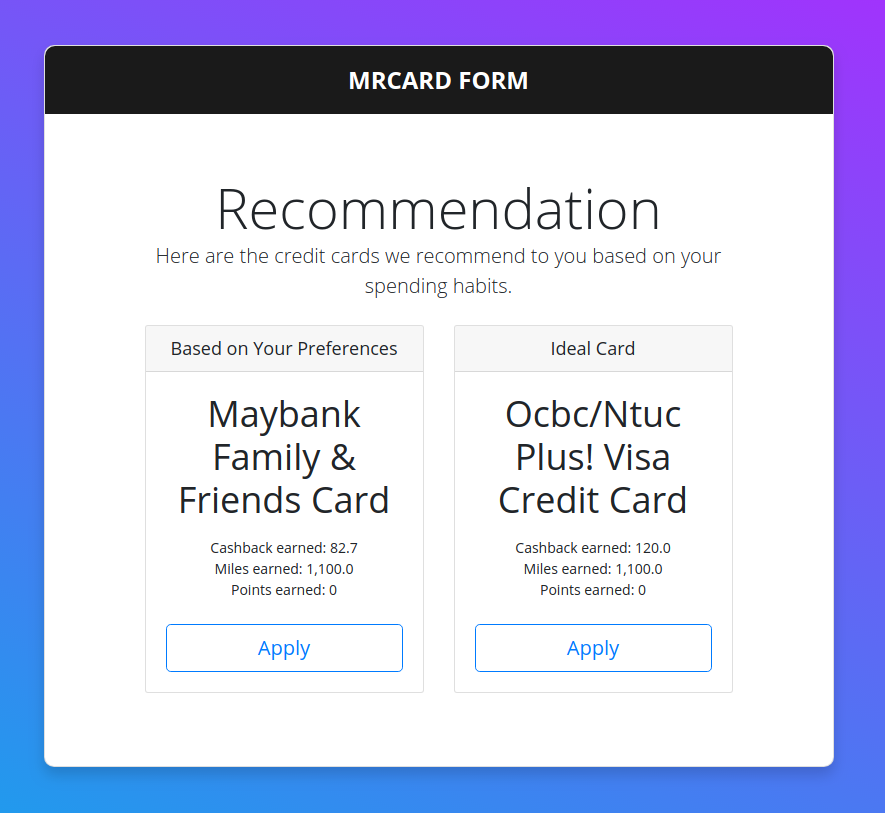 MRCARD FORM
Recommendation
Here are the credit cards we recommend to you based on your
spending habits.
Based on Your Preferences
Maybank
Family &
Friends Card
Cashback earned: 82.7
Miles earned: 1,100.0
Points earned: 0
Apply
Ideal Card
Ocbc/Ntuc
Plus! Visa
Credit Card
Cashback earned: 120.0
Miles earned: 1,100.0
Points earned: 0
Apply